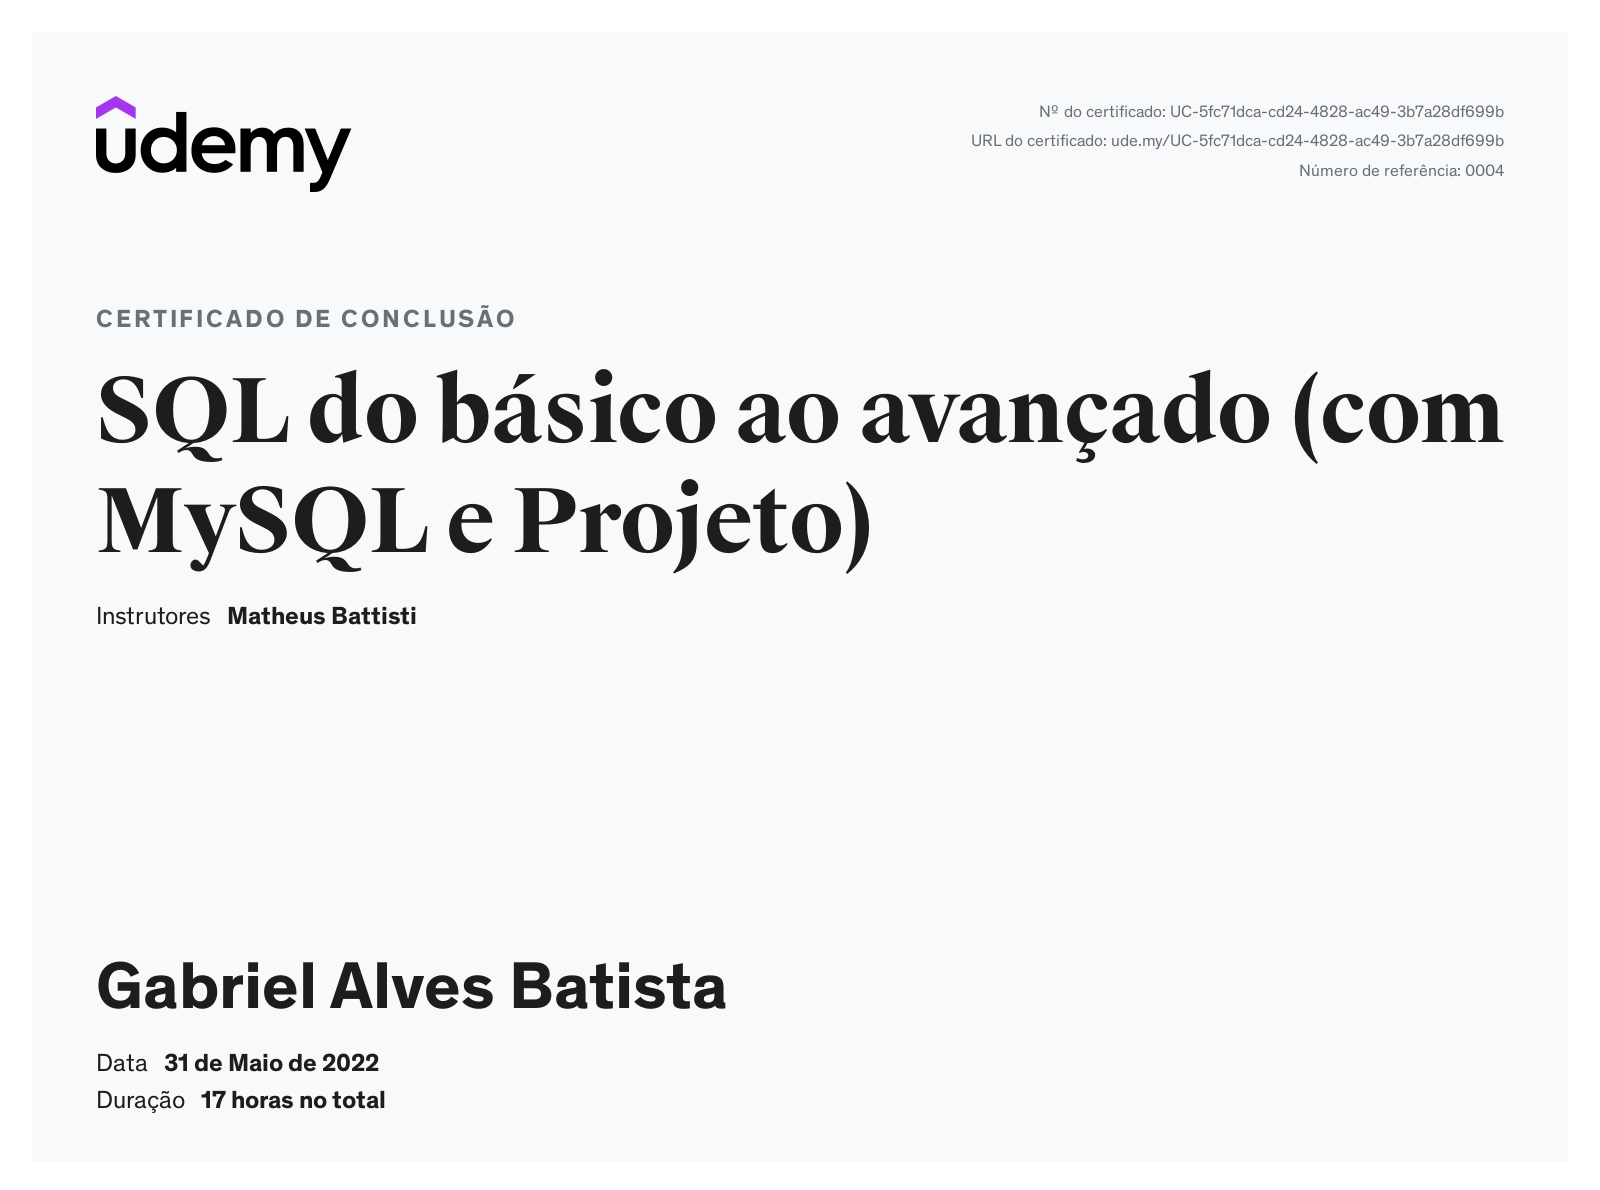 udemy
Nº do certificado: UC-5fc71dca-cd24-4828-ac49-3b7a28df699b
URL do certificado: ude.my/UC-5fc71dca-cd24-4828-ac49-3b7a28df699b
Número de referência: 0004
CERTIFICADO DE CONCLUSÃO
SQL do básico ao avançado (com
MySQL e Projeto)
Instrutores Matheus Battisti
Gabriel Alves Batista
Data 31 de Maio de 2022
Duração 17 horas no total